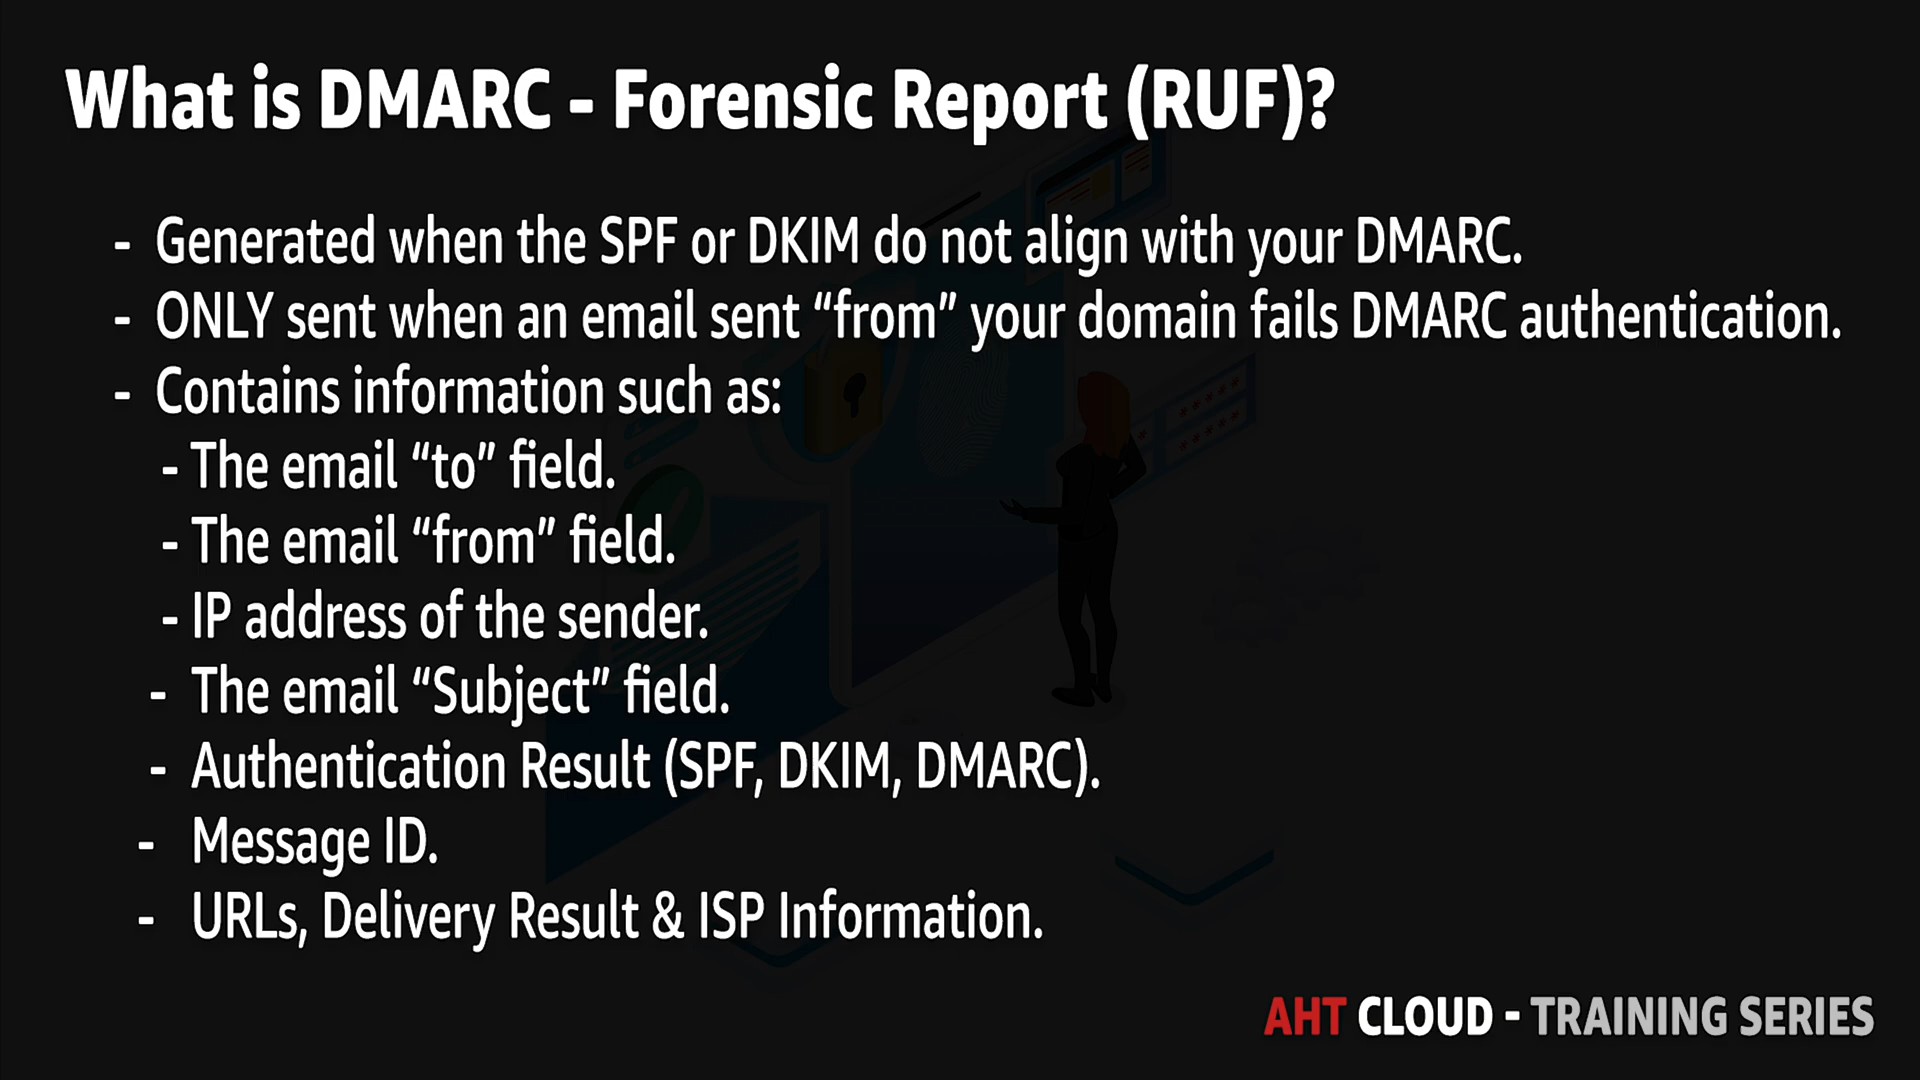 What is DMARC - Forensic Report (RUF)?
- Generated when the SPF or DKIM do not align with your DMARC.
- ONLY sent when an email sent “from” your domain fails DMARC authentication.
- Contains information such as:
- The email “to” field.
- The email “from” field.
- IP address of the sender.
- The email “Subject” field.
- Authentication Result (SPF, DKIM, DMARC).
- Message ID.
- URLs, Delivery Result & ISP Information.
AHT CLOUD - TRAINING SERIES